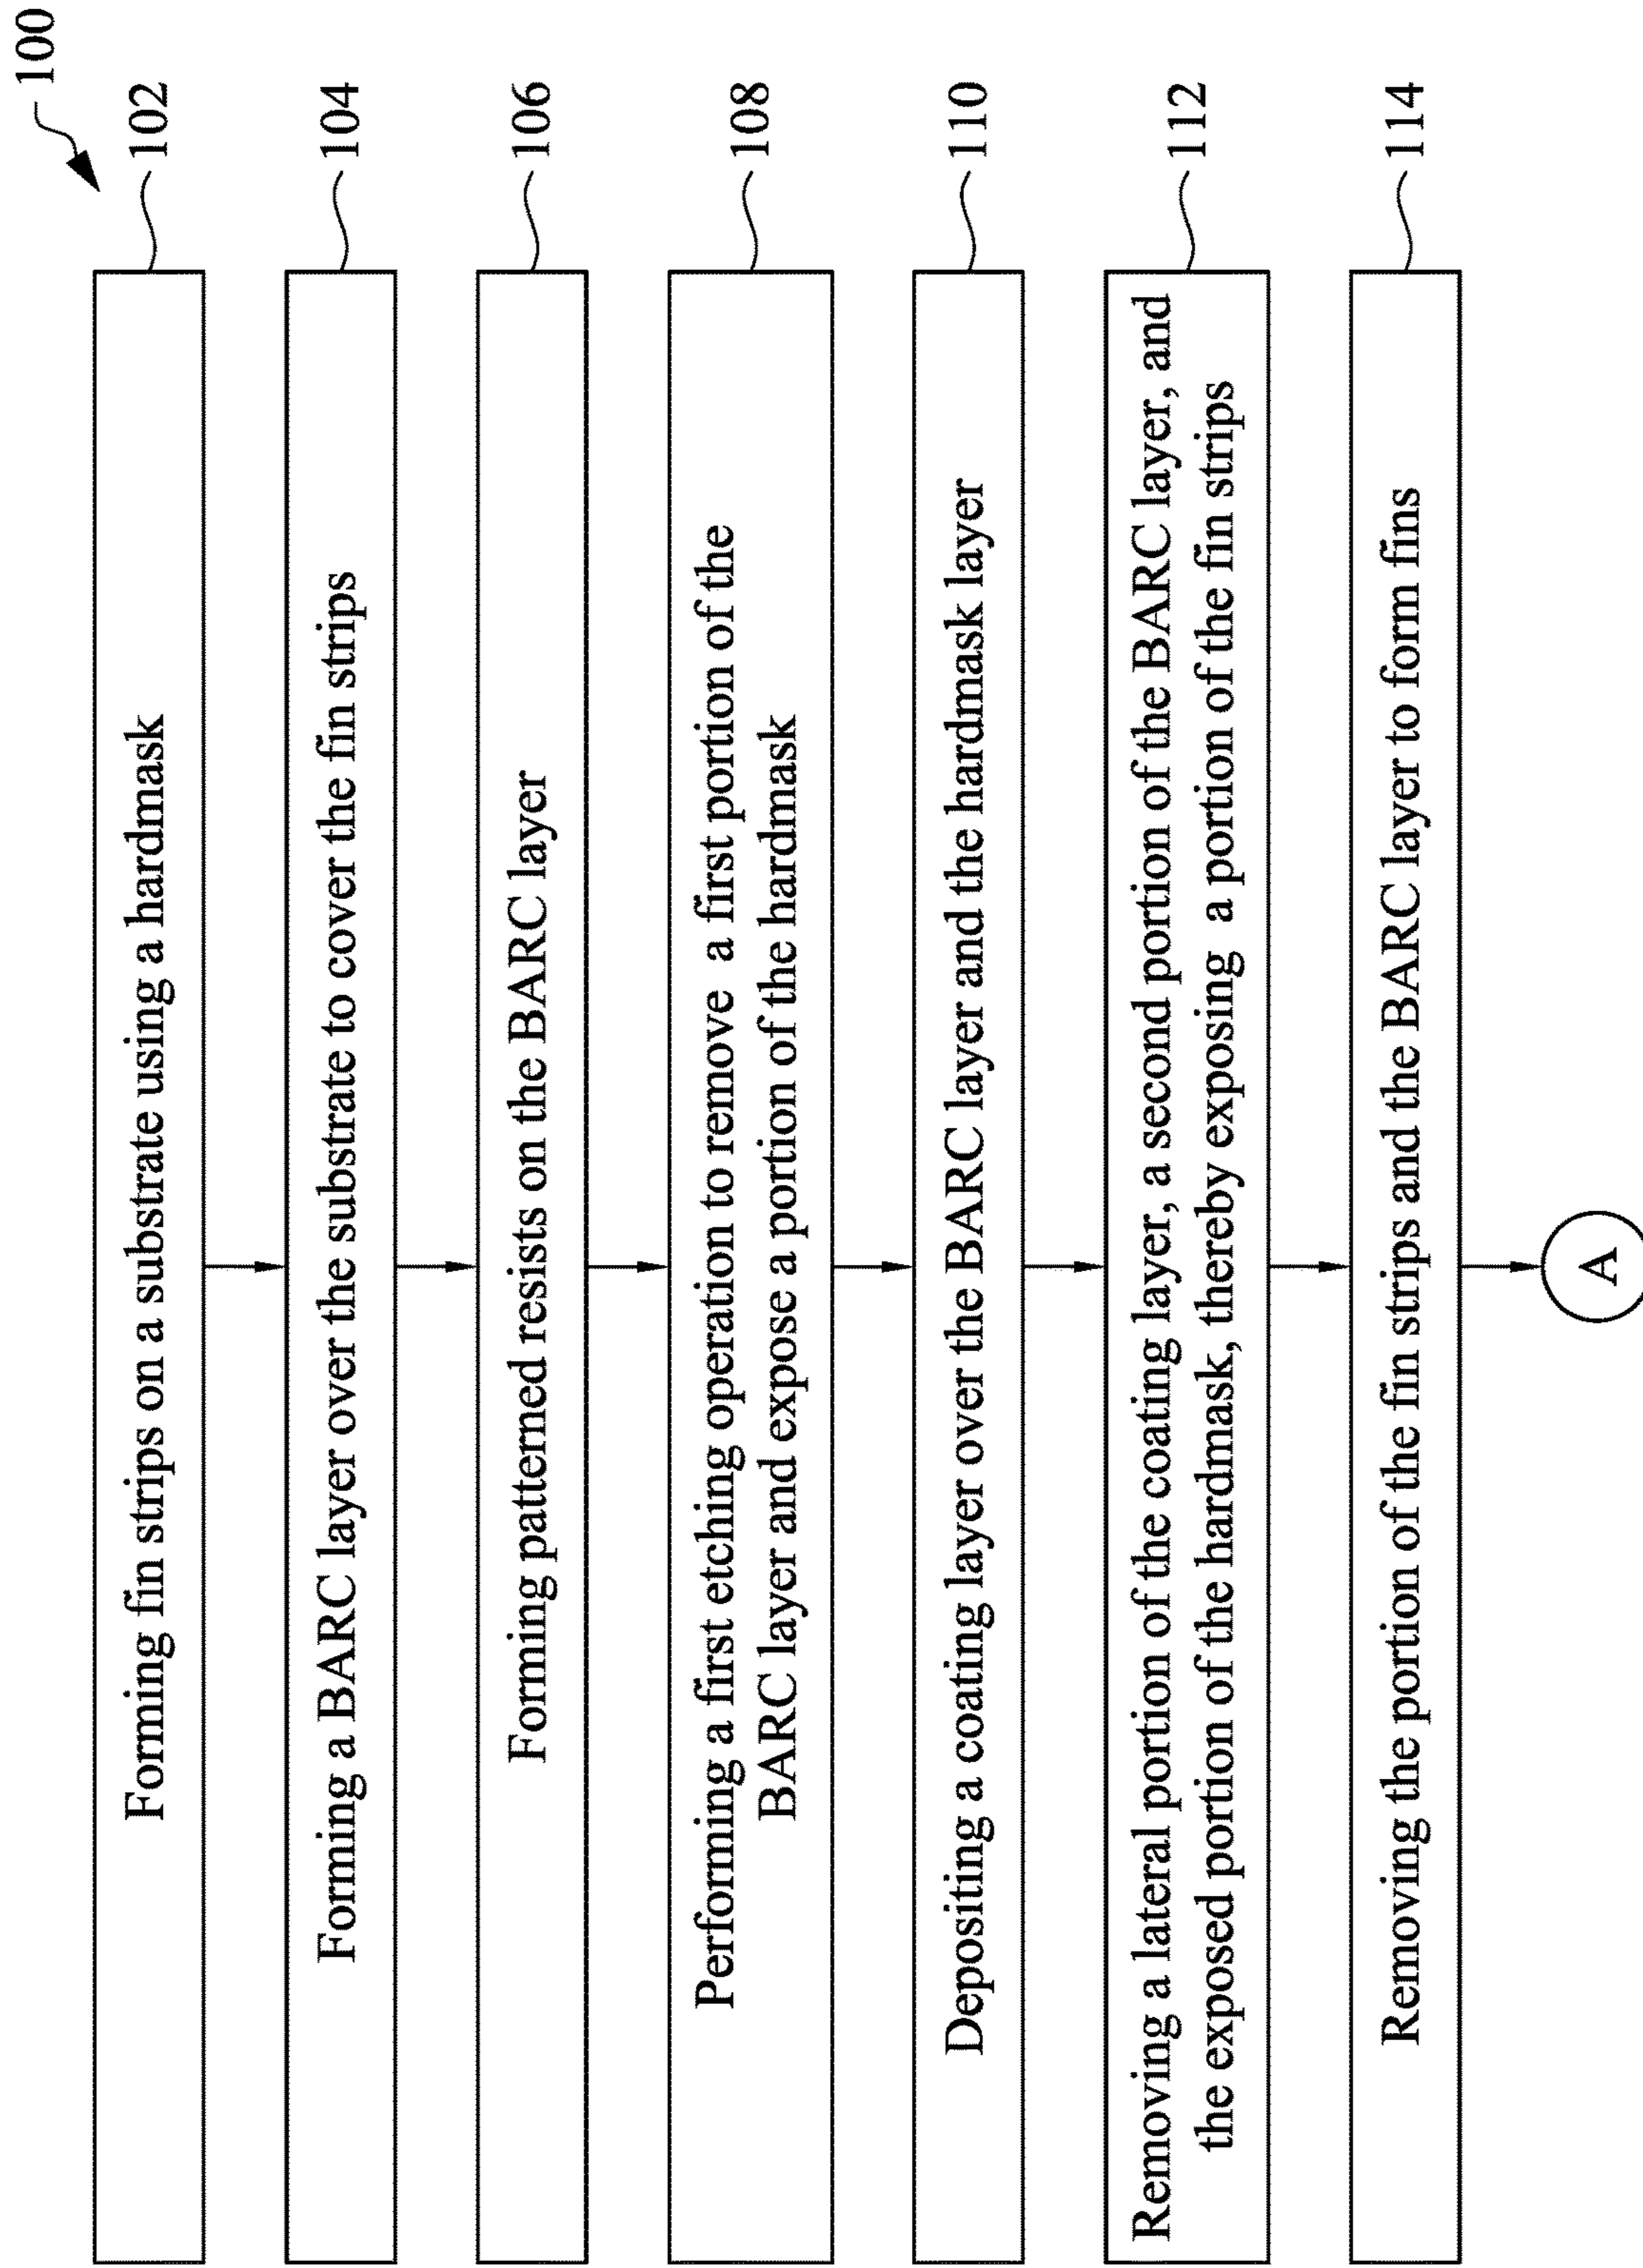 100
Forming fin strips on a substrate using a hardmask
102
Forming a BARC layer over the substrate to cover the fin strips
104
Forming patterned resists on the BARC layer
106
Performing a first etching operation to remove a first portion of the
BARC layer and expose a portion of the hardmask
108
Depositing a coating layer over the BARC layer and the hardmask layer
110
Removing a lateral portion of the coating layer, a second portion of the BARC layer, and
the exposed portion of the hardmask, thereby exposing a portion of the fin strips
112
Removing the portion of the fin strips and the BARC layer to form fins
114
A